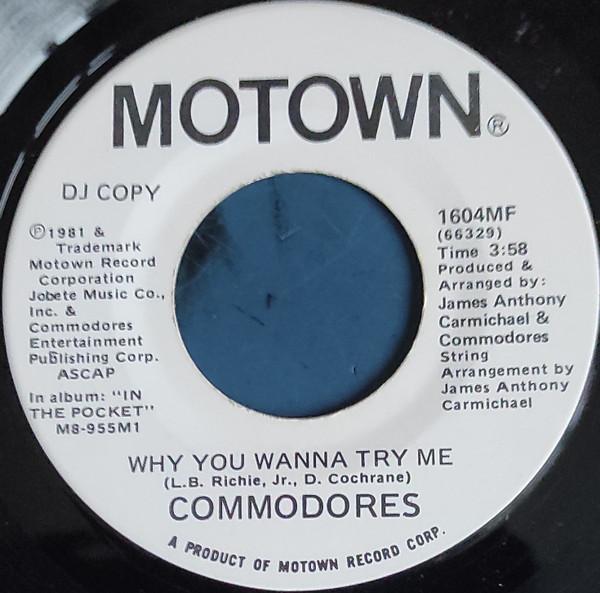 MOTOWN®
DJ COPY
℗1981 &
Trademark
Motown Record
Corporation
Jobete Music Co.,
Inc. &
Commodores
Entertainment
Publishing Corp.
ASCAP
In album: "IN
THE POCKET"
M8-955M1
1604MF
(66329)
Time 3:58
Produced &
Arranged by:
James Anthony
Carmichael &
Commodores
String
Arrangement by
James Anthony
Carmichael
WHY YOU WANNA TRY ME
(L.B. Richie, Jr., D. Cochrane)
COMMODORES
A PRODUCT OF MOTOWN RECORD CORP.